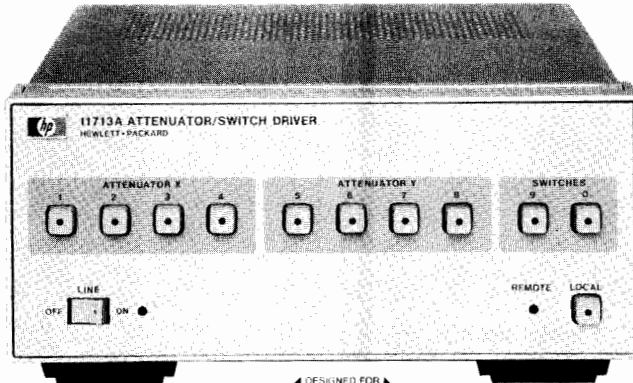 hp 11713A ATTENUATOR/SWITCH DRIVER
HEWLETT-PACKARD
ATTENUATOR X ATTENUATOR Y SWITCHES
1 2 3 4 5 6 7 8 9 0
LINE REMOTE LOCAL
OFF ON
DESIGNED FOR